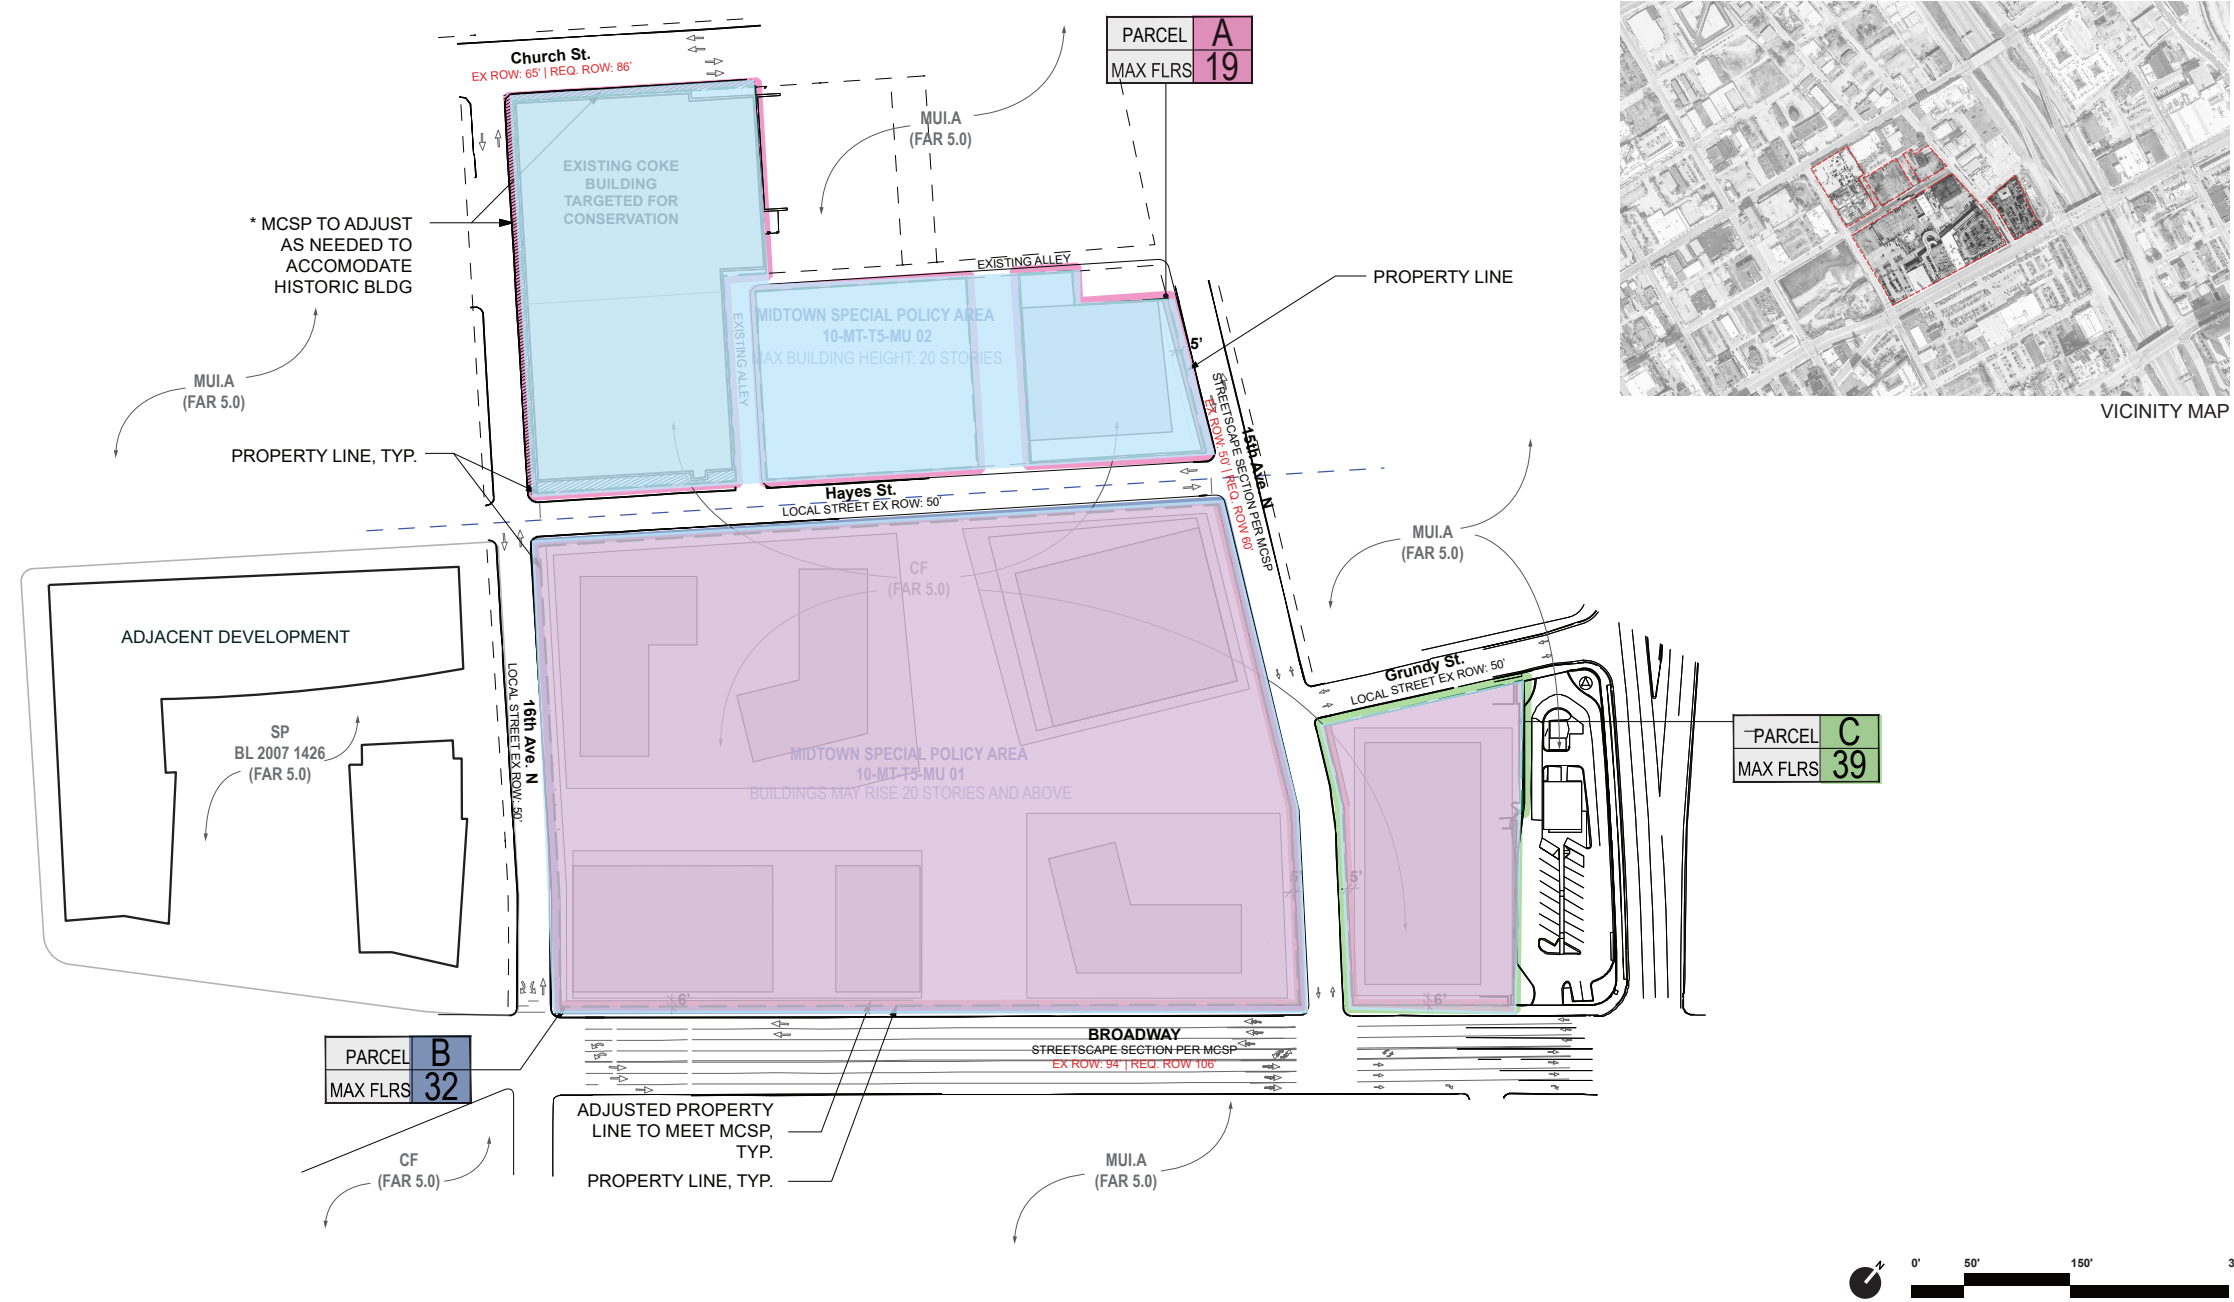 Church St.
EX ROW: 65' | REQ. ROW: 86'
PARCEL A
MAX FLRS 19
MUI.A
(FAR 5.0)
EXISTING COKE
BUILDING
TARGETED FOR
CONSERVATION
* MCSP TO ADJUST
AS NEEDED TO
ACCOMODATE
HISTORIC BLDG
EXISTING ALLEY
PROPERTY LINE
EXISTING ALLEY
MIDTOWN SPECIAL POLICY AREA
10-MT-T5-MU 02
MAX BUILDING HEIGHT: 20 STORIES
5'
MUI.A
(FAR 5.0)
VICINITY MAP
PROPERTY LINE, TYP.
15th Ave. N
STREETSCAPE SECTION PER MCSP
EX ROW: 50' | REQ. ROW 60'
Hayes St.
LOCAL STREET EX ROW: 50'
MUI.A
(FAR 5.0)
CF
(FAR 5.0)
ADJACENT DEVELOPMENT
Grundy St.
LOCAL STREET EX ROW: 50'
16th Ave. N
LOCAL STREET EX ROW: 50'
SP
BL 2007 1426
(FAR 5.0)
MIDTOWN SPECIAL POLICY AREA
10-MT-T5-MU 01
BUILDINGS MAY RISE 20 STORIES AND ABOVE
PARCEL C
MAX FLRS 39
5'
5'
6'
6'
BROADWAY
STREETSCAPE SECTION PER MCSP
EX ROW: 94' | REQ. ROW 106'
PARCEL B
MAX FLRS 32
ADJUSTED PROPERTY
LINE TO MEET MCSP,
TYP.
PROPERTY LINE, TYP.
CF
(FAR 5.0)
MUI.A
(FAR 5.0)
N
0' 50' 150' 3